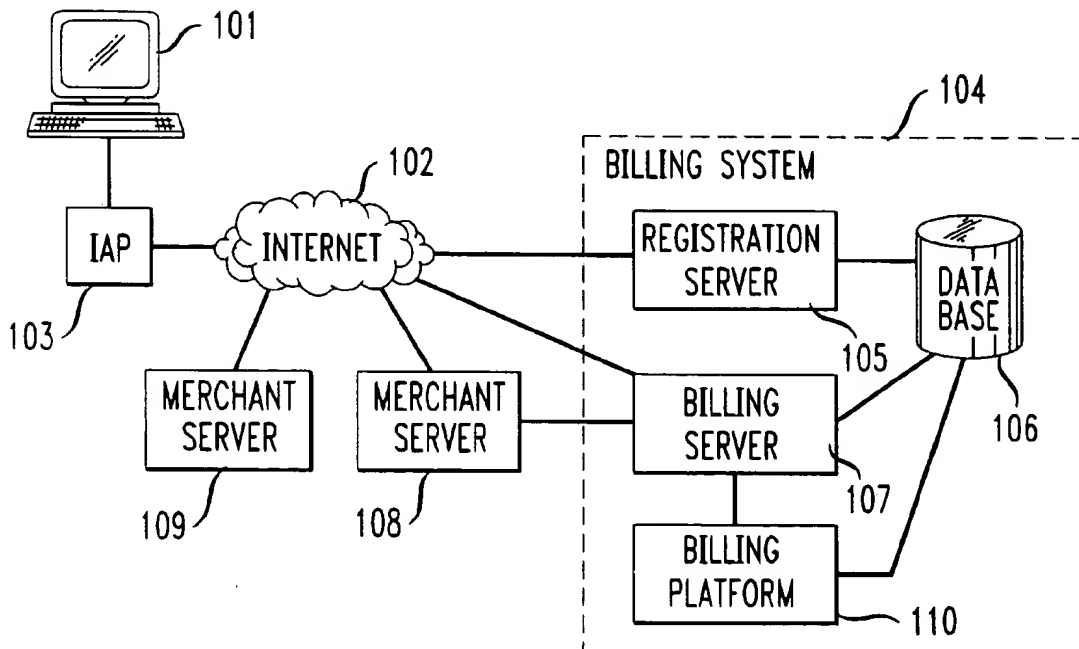 101
104
102
BILLING SYSTEM
IAP
INTERNET
REGISTRATION
SERVER
DATA
BASE
103
105
106
MERCHANT
SERVER
MERCHANT
SERVER
BILLING
SERVER
109
108
107
BILLING
PLATFORM
110